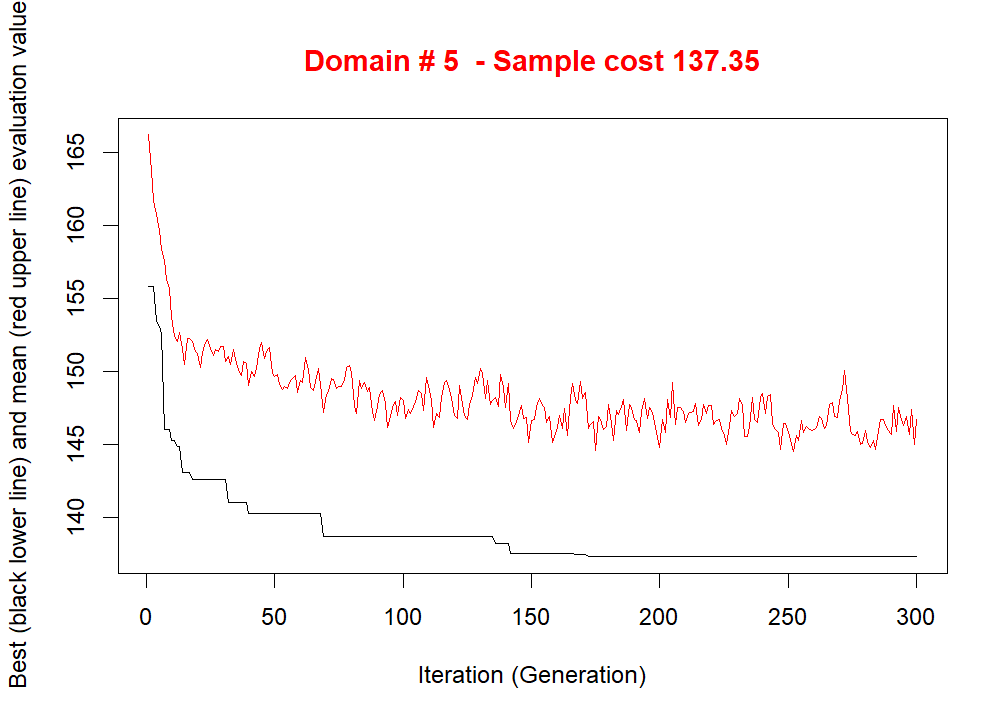 Domain # 5  - Sample cost 137.35
Best (black lower line) and mean (red upper line) evaluation value
165
160
155
150
145
140
0 50 100 150 200 250 300
Iteration (Generation)